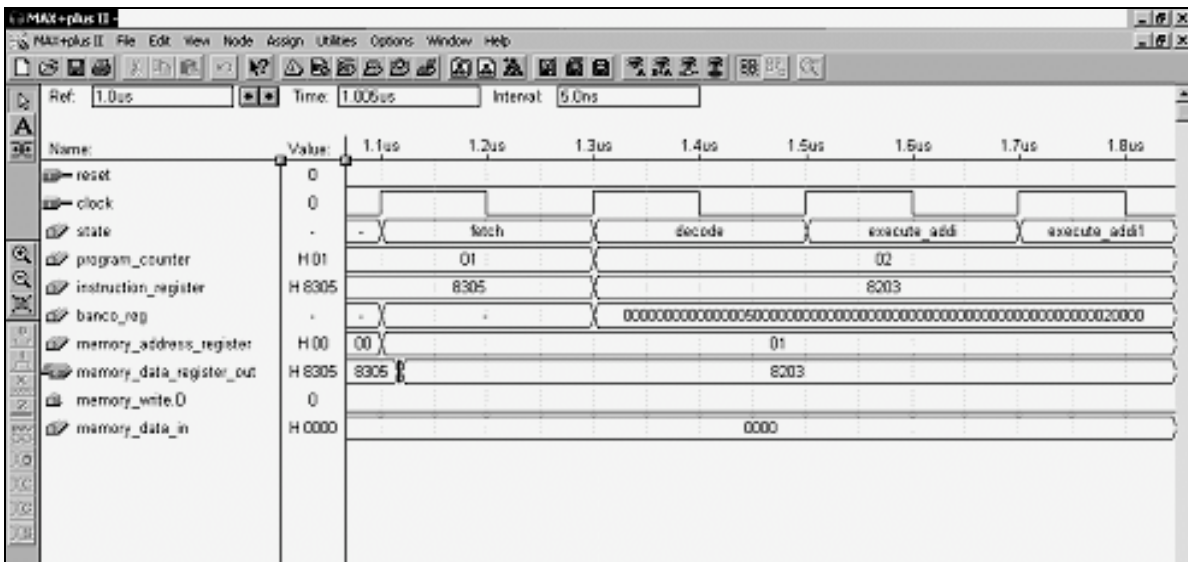 MAX+plus II -
MAX+plus II File Edit View Node Assign Utilities Options Window Help
Ref: 1.0us Time: 1.005us Interval: 5.0ns
Name: Value: 1.1us 1.2us 1.3us 1.4us 1.5us 1.6us 1.7us 1.8us
reset 0
clock 0
state - - fetch decode execute_addi execute_addi1
program_counter H 01 01 02
instruction_register H 8305 8305 8203
banco_reg - - -
memory_address_register H 00 00 01
memory_data_register_out H 8305 8305 8203
memory_write.D 0
memory_data_in H 0000 0000